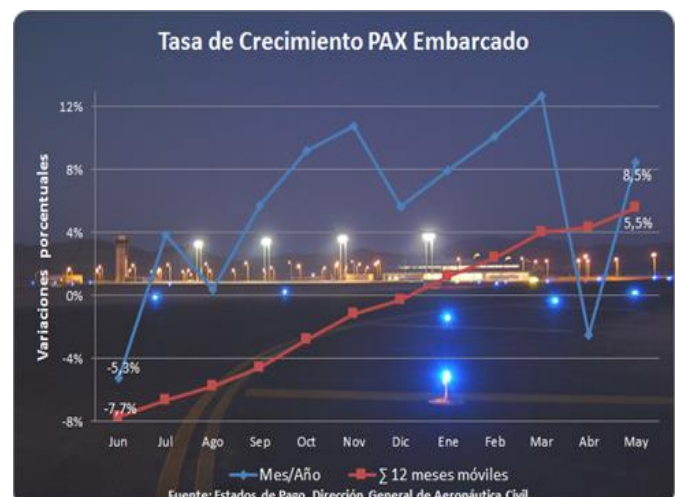 Tasa de Crecimiento PAX Embarcado
Variaciones porcentuales
12%
8%
4%
0%
-4%
-8%
8,5%
5,5%
-5,3%
-7,7%
Jun Jul Ago Sep Oct Nov Dic Ene Feb Mar Abr May
Mes/Año ∑ 12 meses móviles
Fuente: Estados de Pago, Dirección General de Aeronáutica Civil